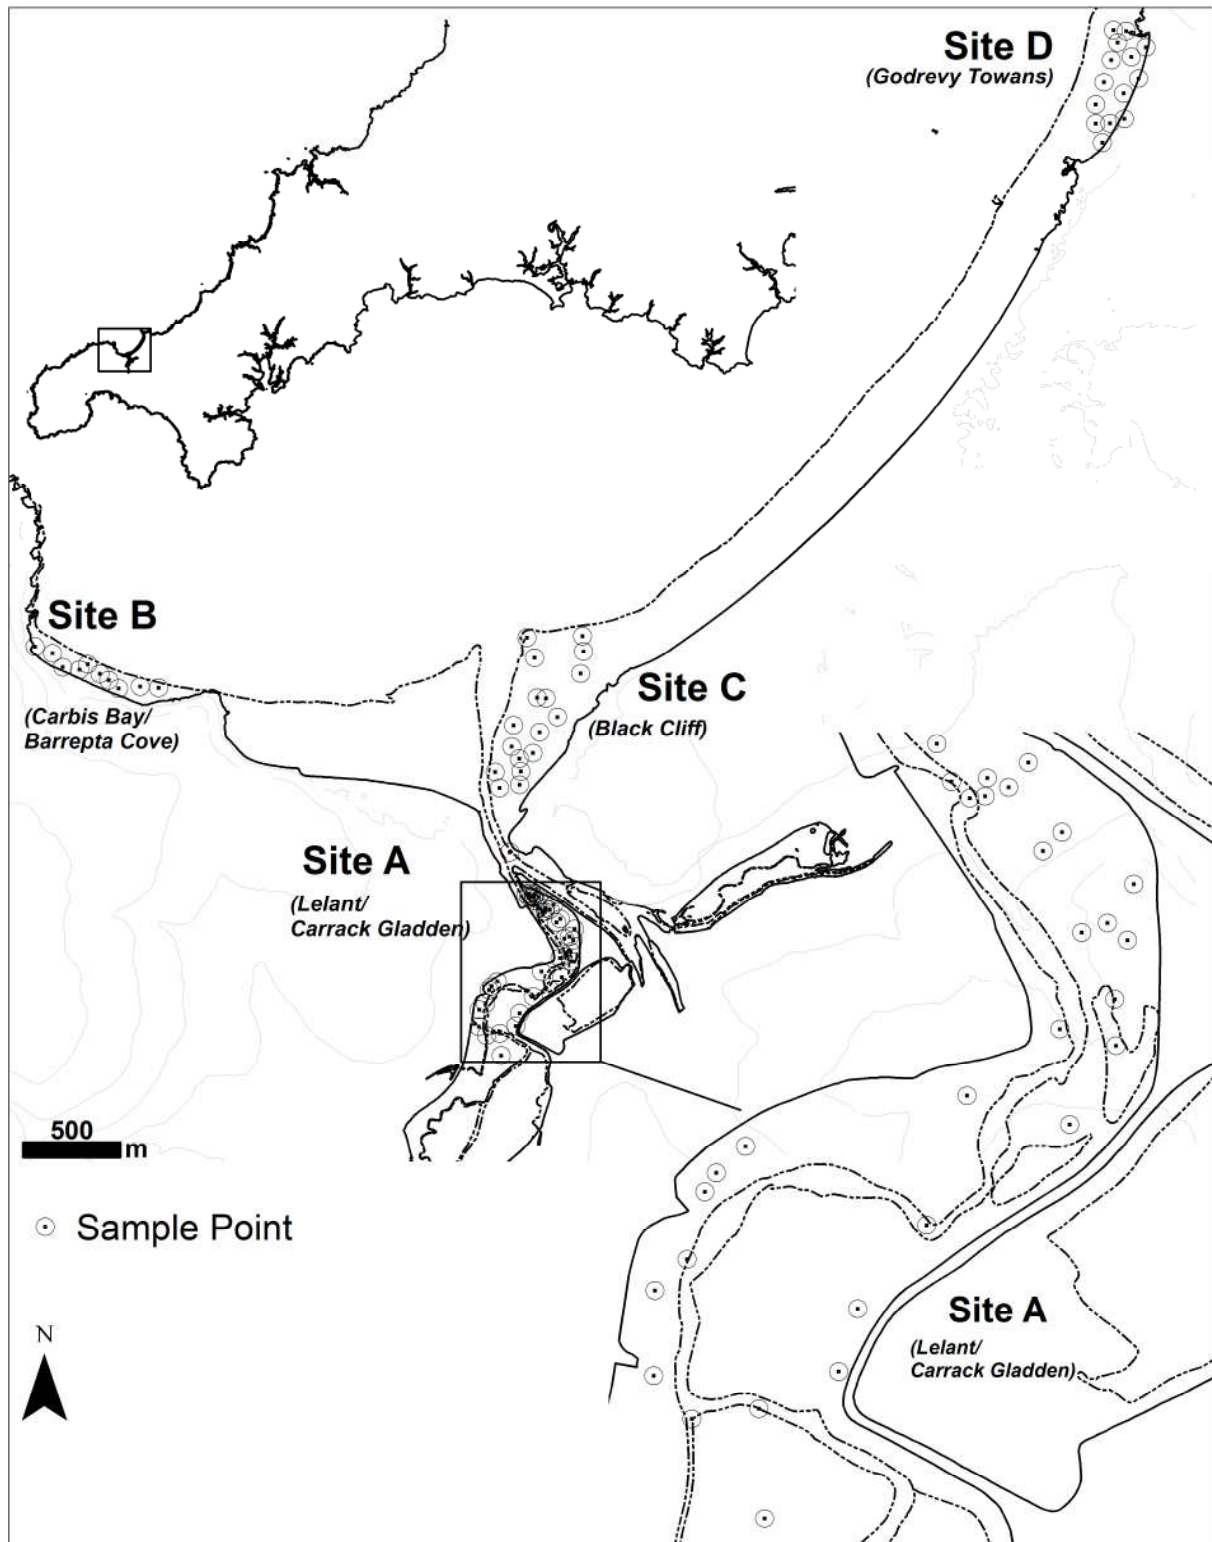 Site D
(Godrevy Towans)
Site B
(Carbis Bay/
Barrepta Cove)
Site C
(Black Cliff)
Site A
(Lelant/
Carrack Gladden)
500
m
Sample Point
N
Site A
(Lelant/
Carrack Gladden)